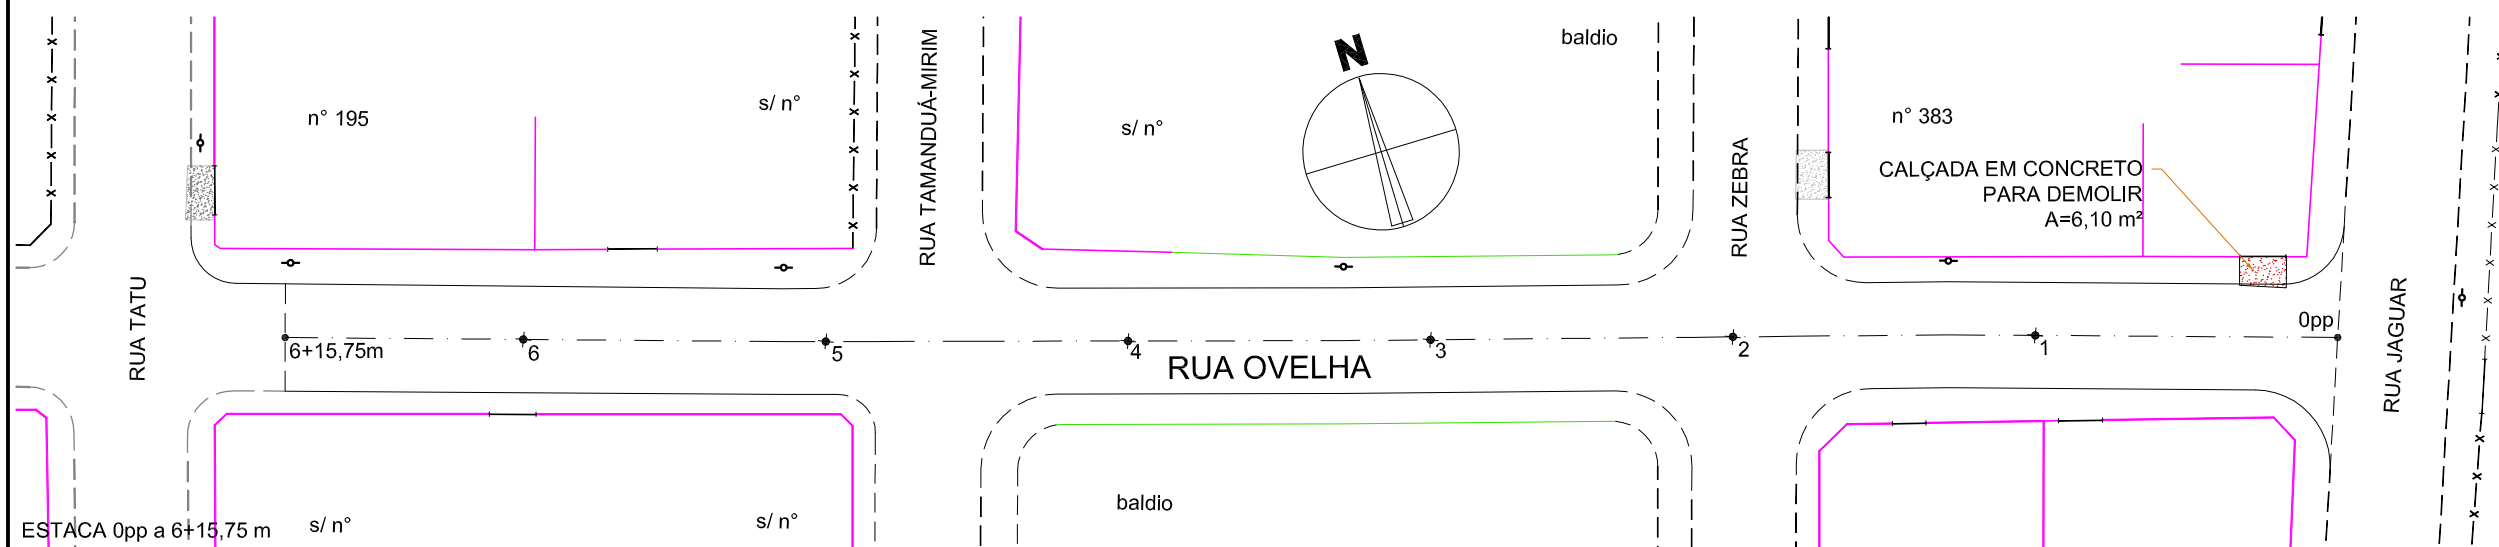 N
baldio
n° 195
s/ n°
RUA TAMANDUÁ-MIRIM
s/ n°
n° 383
RUA ZEBRA
CALÇADA EM CONCRETO
PARA DEMOLIR
A=6,10 m²
RUA TATU
RUA JAGUAR
0pp
6+15,75m
6
5
4
3
2
1
RUA OVELHA
baldio
ESTACA 0pp a 6+15,75 m
s/ n°
s/ n°